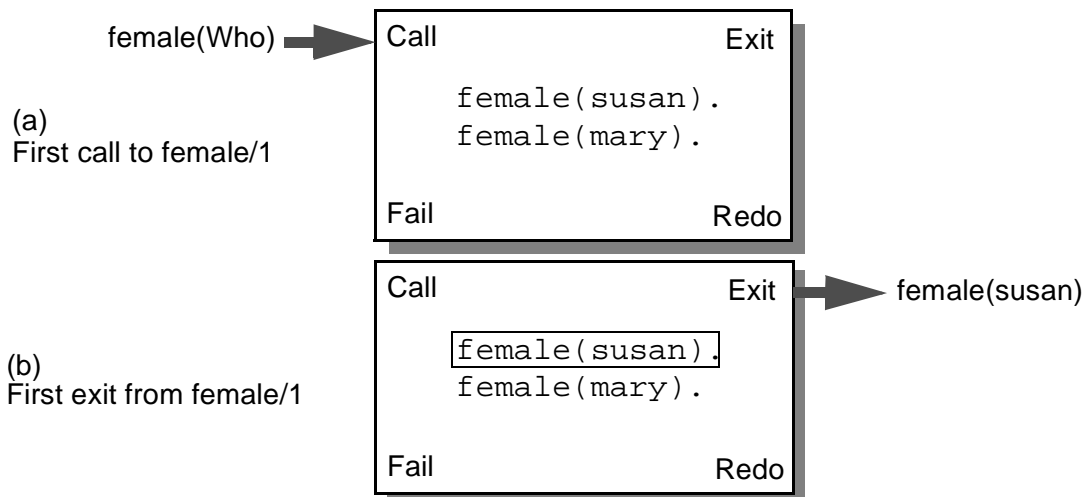 female(Who)
Call
Exit
female(susan).
female(mary).
(a)
First call to female/1
Fail
Redo
Call
Exit
female(susan)
female(susan).
female(mary).
(b)
First exit from female/1
Fail
Redo